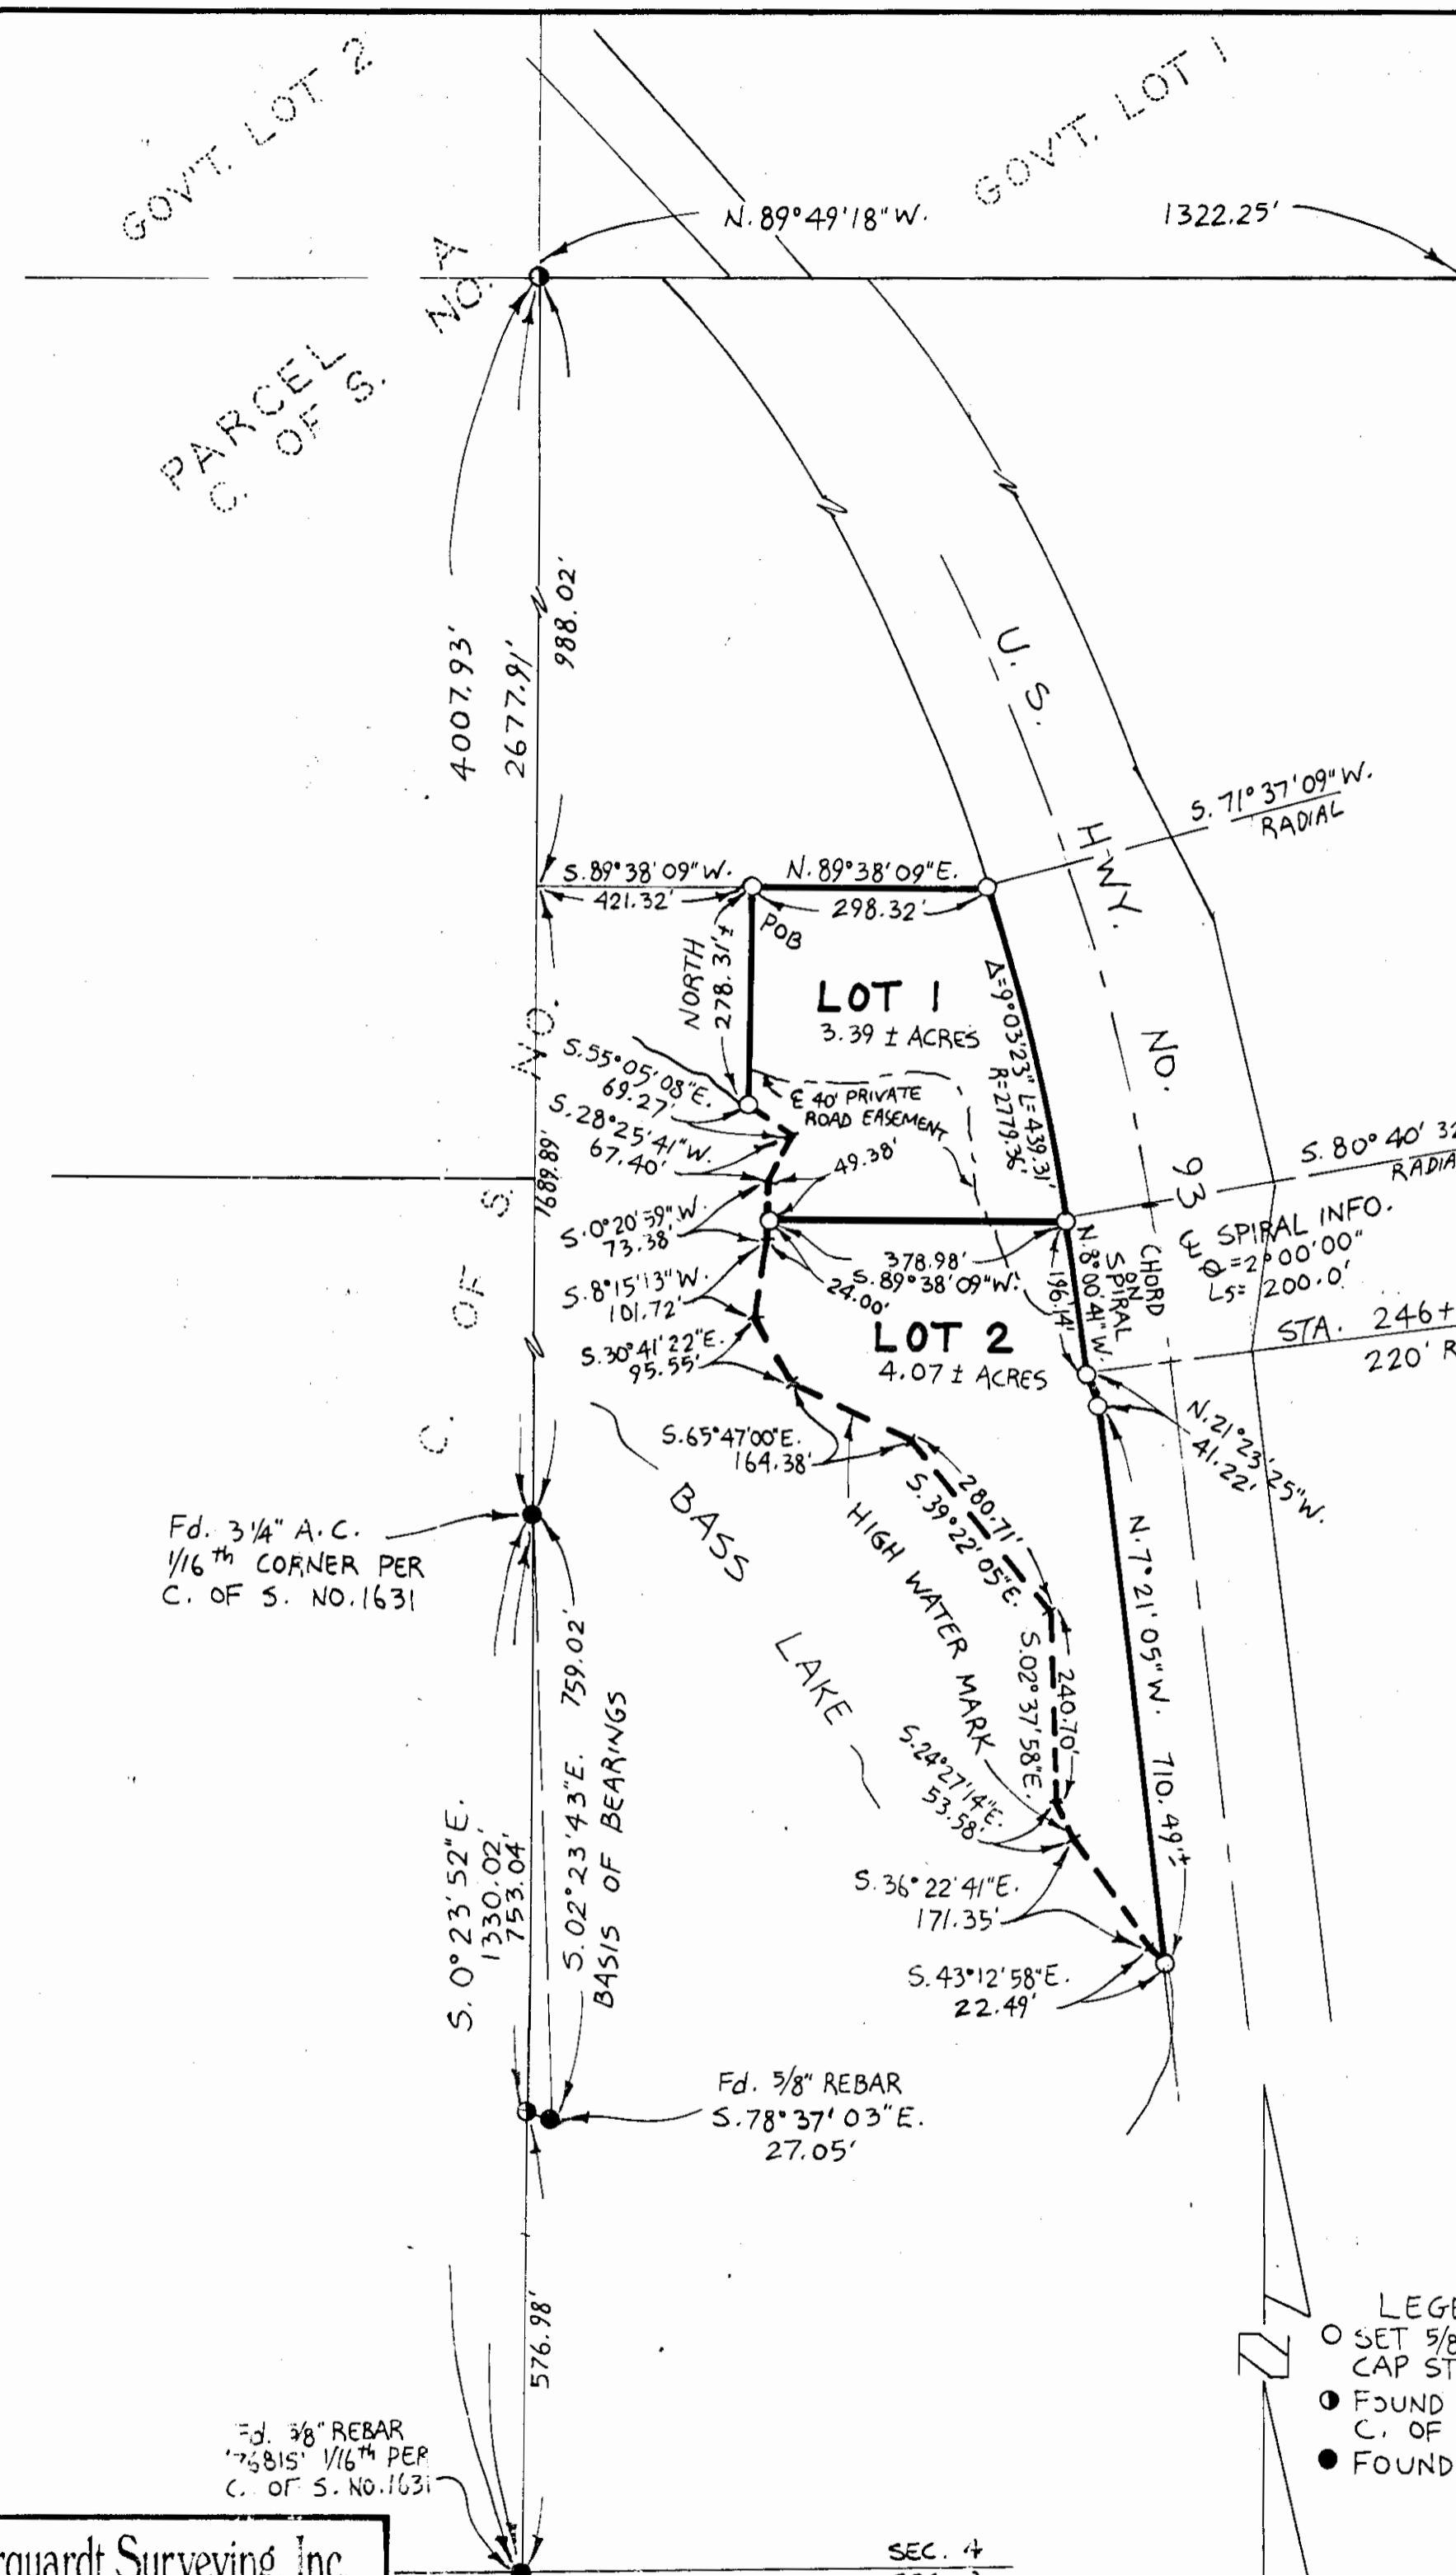 GOV'T. LOT 2
GOV'T. LOT 1
N.89°49'18"W. 1322.25'
PARCEL A
C. OF S. NO.
4007.93'
2677.91'
988.02'
U. S. HWY. NO. 93
S.71°37'09"W.
RADIAL
S.89°38'09"W.
421.32'
N.89°38'09"E.
298.32'
POB
NORTH
278.31'±
LOT 1
3.39 ± ACRES
Δ=9°03'23" L=439.31'
R=2779.36'
S.55°05'08"E.
69.27'
℄ 40' PRIVATE
ROAD EASEMENT
S.28°25'41"W.
67.40'
49.38'
1689.89'
C. OF S. NO.
S.0°20'59"W.
73.38'
S. 80° 40' 32
RADIA
378.98'
S.89°38'09"W.
24.00'
S.8°15'13"W.
101.72'
196.14'
N.8°00'41"W.
SPIRAL
ON
CHORD
SPIRAL INFO.
℄ Ø=2°00'00"
LS= 200.0'
STA. 246+
220' R
LOT 2
4.07 ± ACRES
S.30°41'22"E.
95.55'
S.65°47'00"E.
164.38'
N.21°23'25"W.
41.22'
280.71'
S.39°22'05"E.
HIGH WATER MARK
BASS LAKE
Fd. 3 1/4" A.C.
1/16th CORNER PER
C. OF S. NO.1631
N.7°21'05"W. 710.49'±
240.70'
S.02°37'58"E.
S.24°27'14"E.
53.58'
S.36°22'41"E.
171.35'
S.43°12'58"E.
22.49'
S.0°23'52"E.
1330.02'
753.04'
S.02°23'43"E. 759.02'
BASIS OF BEARINGS
Fd. 5/8" REBAR
S.78°37'03"E.
27.05'
576.98'
Fd. 5/8" REBAR
1/16th PER
C. OF S. NO.1631
N
LEGE
SET 5/8
CAP ST
FOUND
C. OF
FOUND
rquardt Surveying, Inc.
SEC. 4